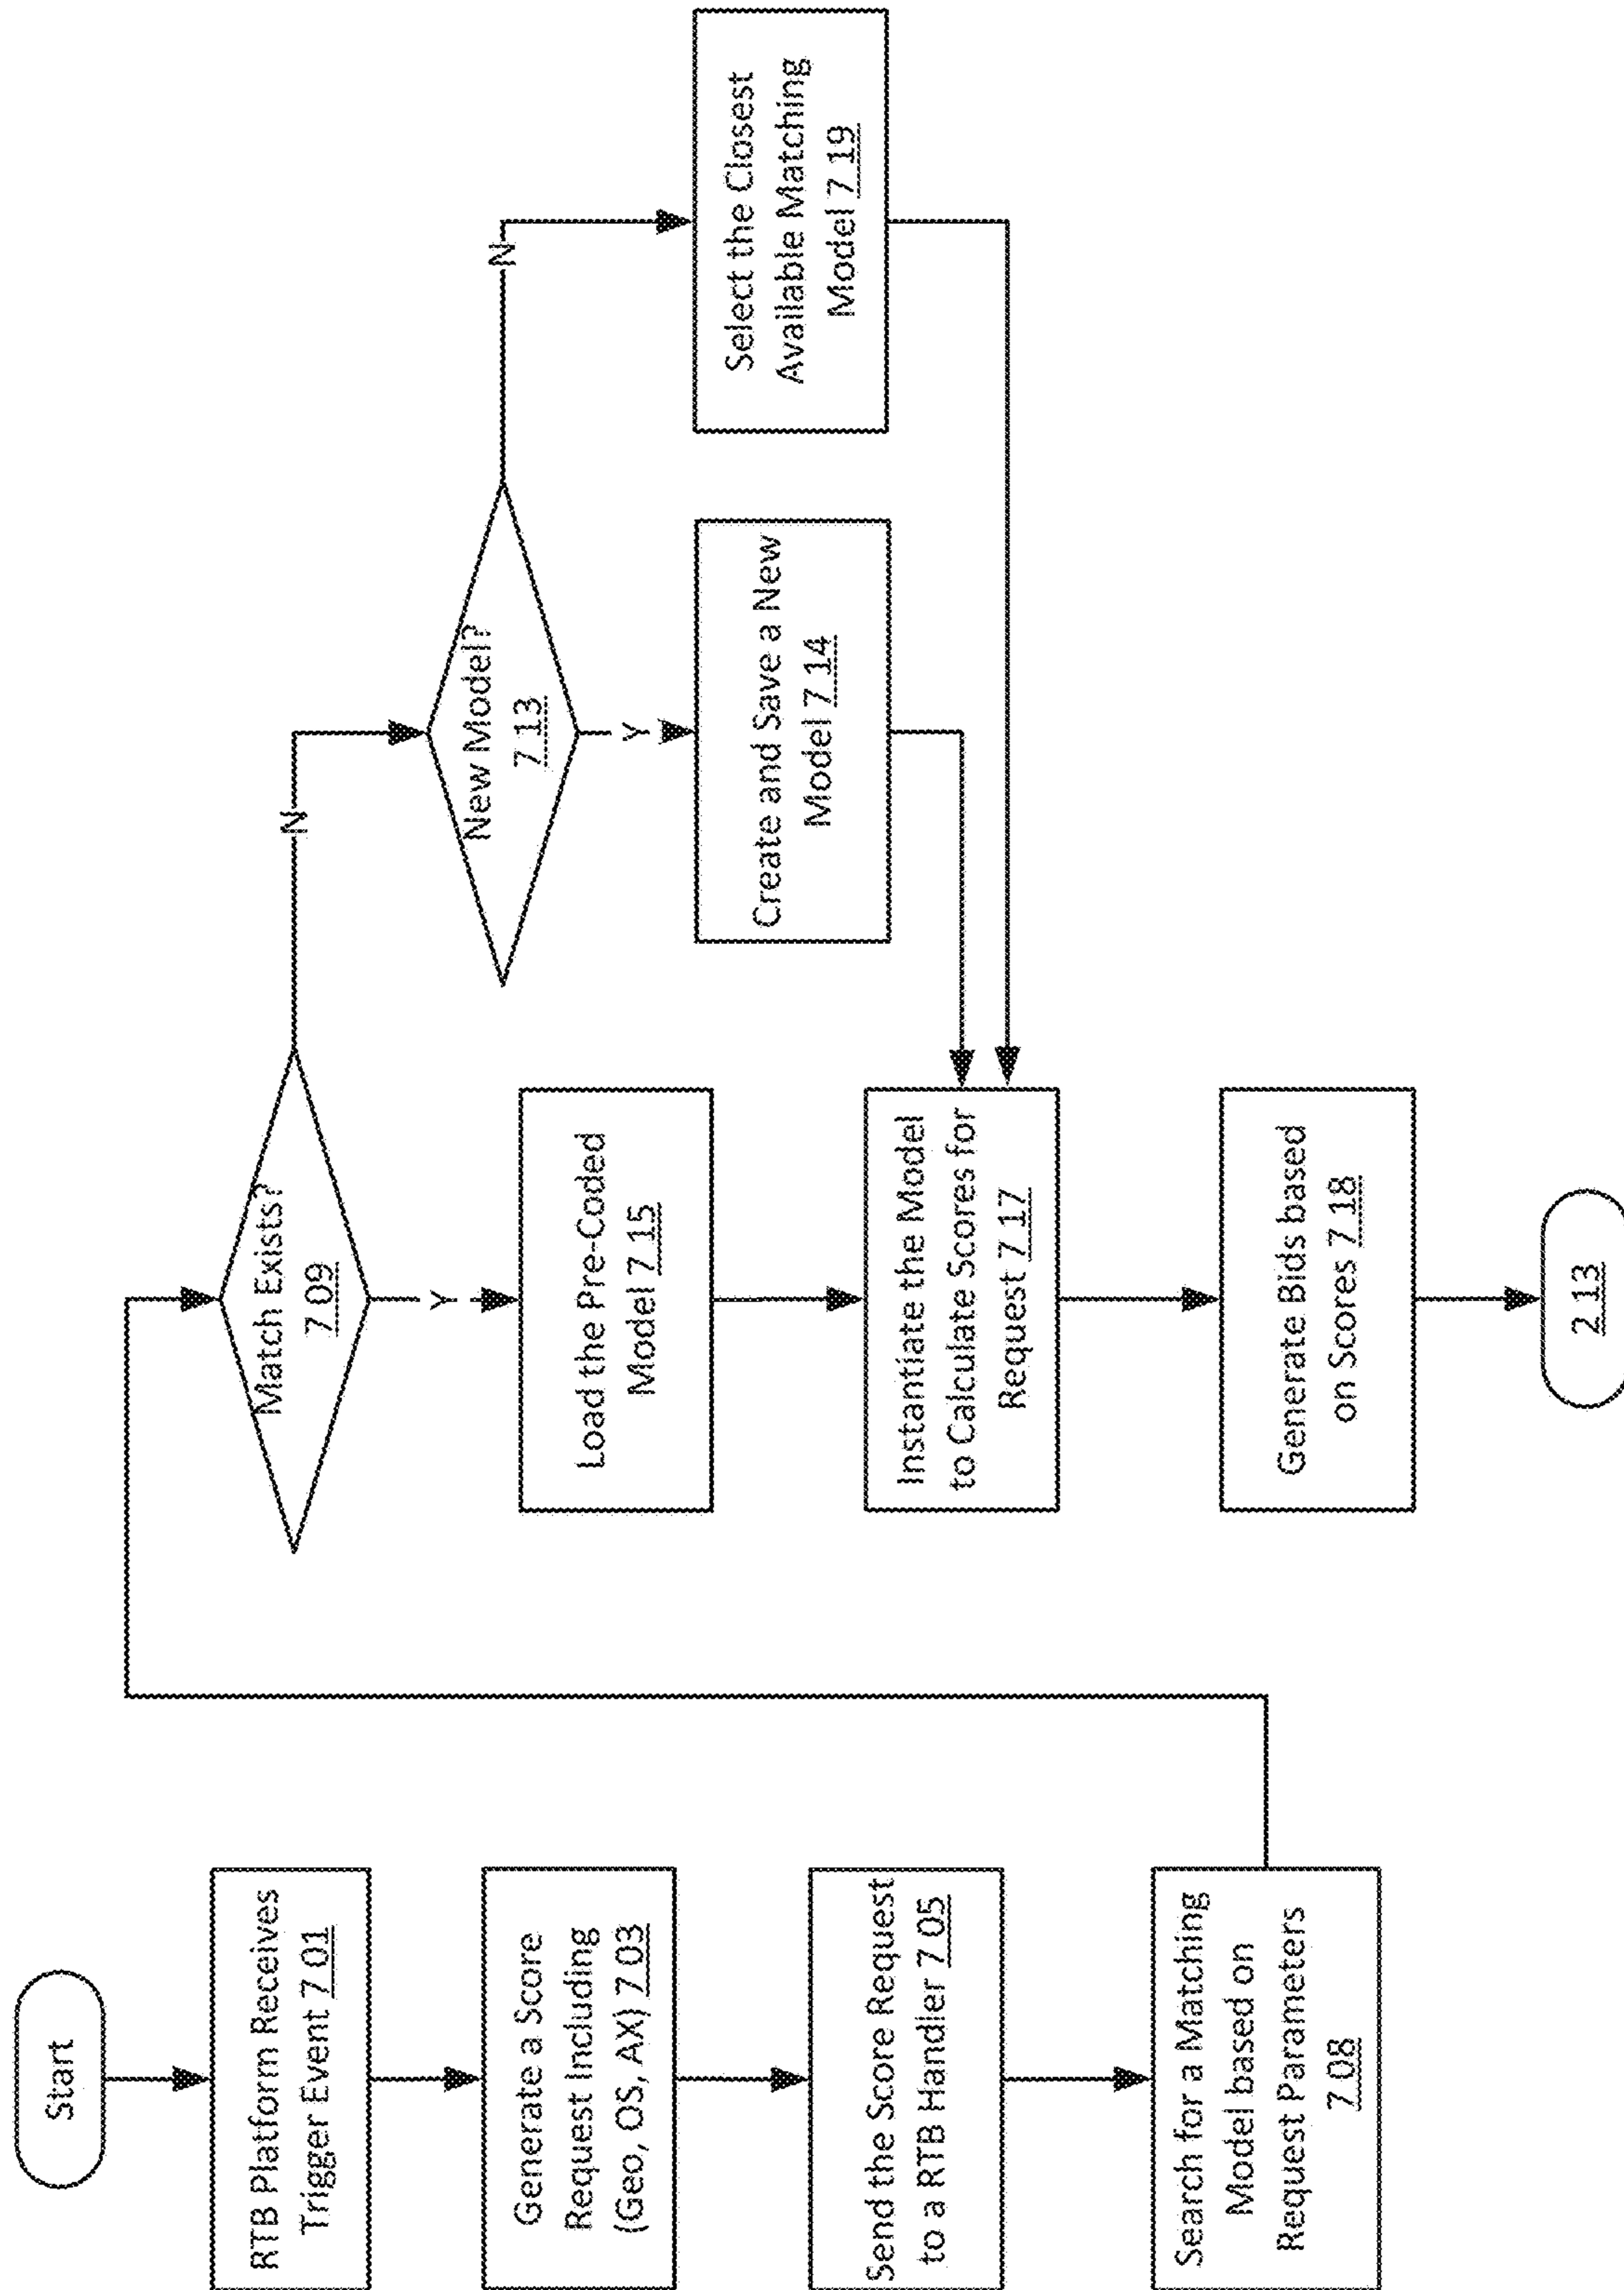 Start
RTB Platform Receives
Trigger Event 7 01
Generate a Score
Request Including
(Geo, OS, AX) 7 03
Send the Score Request
to a RTB Handler 7 05
Search for a Matching
Model based on
Request Parameters
7 08
Match Exists?
7 09
Y
N
Load the Pre-Coded
Model 7 15
Instantiate the Model
to Calculate Scores for
Request 7 17
Generate Bids based
on Scores 7 18
2 13
New Model?
7 13
Y
N
Create and Save a New
Model 7 14
Select the Closest
Available Matching
Model 7 19